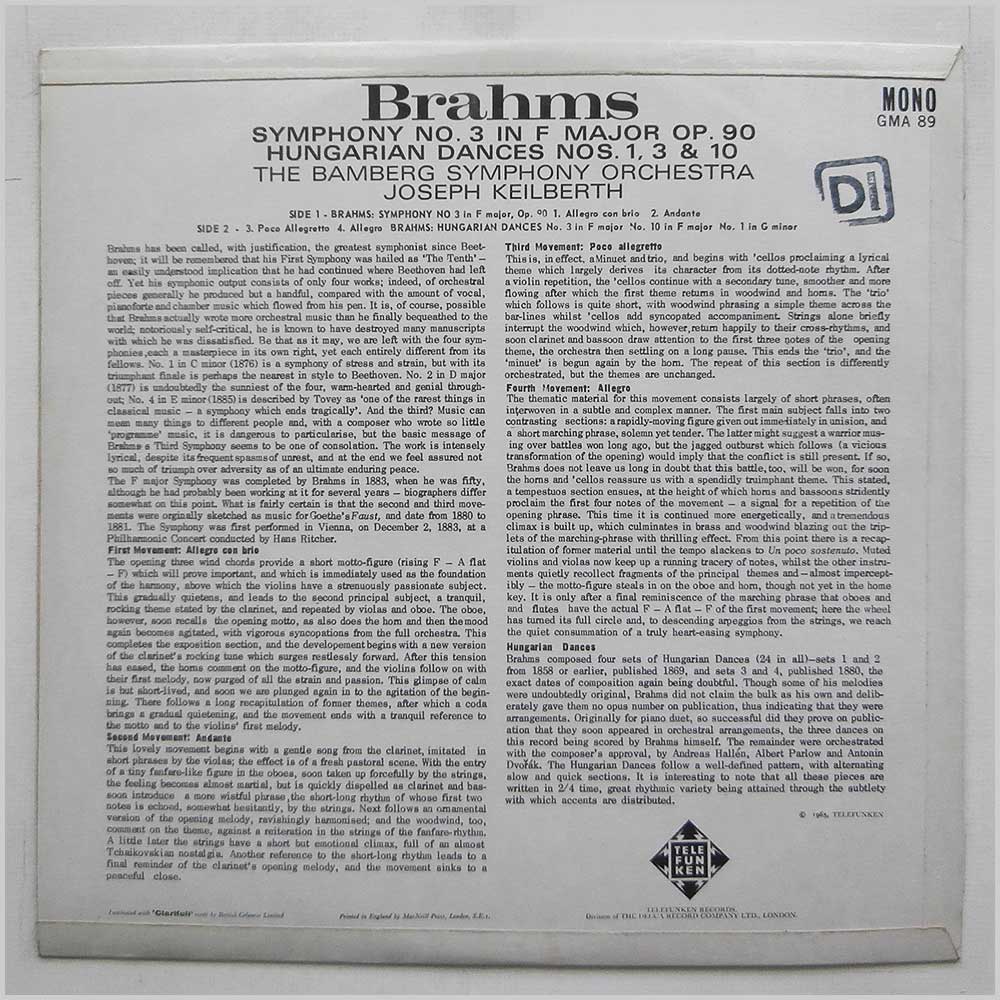 Brahms
SYMPHONY NO. 3 IN F MAJOR OP. 90
HUNGARIAN DANCES NOS. 1, 3 & 10
THE BAMBERG SYMPHONY ORCHESTRA
JOSEPH KEILBERTH
MONO
GMA 89
DI
SIDE 1 - BRAHMS: SYMPHONY NO 3 in F major, Op. 90 1. Allegro con brio 2. Andante
SIDE 2 - 3. Poco Allegretto 4. Allegro BRAHMS: HUNGARIAN DANCES No. 3 in F major No. 10 in F major No. 1 in G minor
Brahms has been called, with justification, the greatest symphonist since Beet-
hoven; it will be remembered that his First Symphony was hailed as 'The Tenth' –
an easily understood implication that he had continued where Beethoven had left
off. Yet his symphonic output consists of only four works; indeed, of orchestral
pieces generally he produced but a handful, compared with the amount of vocal,
pianoforte and chamber music which flowed from his pen. It is, of course, possible
that Brahms actually wrote more orchestral music than he finally bequeathed to the
world; notoriously self-critical, he is known to have destroyed many manuscripts
with which he was dissatisfied. Be that as it may, we are left with the four sym-
phonies, each a masterpiece in its own right, yet each entirely different from its
fellows. No. 1 in C minor (1876) is a symphony of stress and strain, but with its
triumphant finale is perhaps the nearest in style to Beethoven. No. 2 in D major
(1877) is undoubtedly the sunniest of the four, warm-hearted and genial through-
out; No. 4 in E minor (1885) is described by Tovey as 'one of the rarest things in
classical music – a symphony which ends tragically'. And the third? Music can
mean many things to different people and, with a composer who wrote so little
'programme' music, it is dangerous to particularise, but the basic message of
Brahms s Third Symphony seems to be one of consolation. The work is intensely
lyrical, despite its frequent spasms of unrest, and at the end we feel assured not
so much of triumph over adversity as of an ultimate enduring peace.
The F major Symphony was completed by Brahms in 1883, when he was fifty,
although he had probably been working at it for several years – biographers differ
somewhat on this point. What is fairly certain is that the second and third move-
ments were orginally sketched as music for Goethe's Faust, and date from 1880 to
1881. The Symphony was first performed in Vienna, on December 2, 1883, at a
Philharmonic Concert conducted by Hans Ritcher.
First Movement: Allegro con brio
The opening three wind chords provide a short motto-figure (rising F – A flat
– F) which will prove important, and which is immediately used as the foundation
of the harmony, above which the violins have a strenuously passionate subject.
This gradually quietens, and leads to the second principal subject, a tranquil,
rocking theme stated by the clarinet, and repeated by violas and oboe. The oboe,
however, soon recalls the opening motto, as also does the horn and then the mood
again becomes agitated, with vigorous syncopations from the full orchestra. This
completes the exposition section, and the developement begins with a new version
of the clarinet's rocking tune which surges restlessly forward. After this tension
has eased, the horns comment on the motto-figure, and the violins follow on with
their first melody, now purged of all the strain and passion. This glimpse of calm
is but short-lived, and soon we are plunged again in to the agitation of the begin-
ning. There follows a long recapitulation of former themes, after which a coda
brings a gradual quietening, and the movement ends with a tranquil reference to
the motto and to the violins' first melody.
Second Movement: Andante
This lovely movement begins with a gentle song from the clarinet, imitated in
short phrases by the violas; the effect is of a fresh pastoral scene. With the entry
of a tiny fanfare-like figure in the oboes, soon taken up forcefully by the strings,
the feeling becomes almost martial, but is quickly dispelled as clarinet and bas-
soon introduce a more wistful phrase, the short-long rhythm of whose first two
notes is echoed, somewhat hesitantly, by the strings. Next follows an ornamental
version of the opening melody, ravishingly harmonised; and the woodwind, too,
comment on the theme, against a reiteration in the strings of the fanfare-rhythm.
A little later the strings have a short but emotional climax, full of an almost
Tchaikovskian nostalgia. Another reference to the short-long rhythm leads to a
final reminder of the clarinet's opening melody, and the movement sinks to a
peaceful close.
Third Movement: Poco allegretto
This is, in effect, a Minuet and trio, and begins with 'cellos proclaiming a lyrical
theme which largely derives its character from its dotted-note rhythm. After
a violin repetition, the 'cellos continue with a secondary tune, smoother and more
flowing after which the first theme returns in woodwind and horns. The 'trio'
which follows is quite short, with woodwind phrasing a simple theme across the
bar-lines whilst 'cellos add syncopated accompaniment. Strings alone briefly
interrupt the woodwind which, however, return happily to their cross-rhythms, and
soon clarinet and bassoon draw attention to the first three notes of the opening
theme, the orchestra then settling on a long pause. This ends the 'trio', and the
'minuet' is begun again by the horn. The repeat of this section is differently
orchestrated, but the themes are unchanged.
Fourth Movement: Allegro
The thematic material for this movement consists largely of short phrases, often
interwoven in a subtle and complex manner. The first main subject falls into two
contrasting sections: a rapidly-moving figure given out immediately in unision, and
a short marching phrase, solemn yet tender. The latter might suggest a warrior mus-
ing over battles won long ago, but the jagged outburst which follows (a vicious
transformation of the opening) would imply that the conflict is still present. If so,
Brahms does not leave us long in doubt that this battle, too, will be won, for soon
the horns and 'cellos reassure us with a spendidly truimphant theme. This stated,
a tempestuos section ensues, at the height of which horns and bassoons stridently
proclaim the first four notes of the movement – a signal for a repetition of the
opening phrase. This time it is continued more energetically, and a tremendous
climax is built up, which culminates in brass and woodwind blazing out the trip-
lets of the marching-phrase with thrilling effect. From this point there is a recap-
itulation of former material until the tempo slackens to Un poco sostenuto. Muted
violins and violas now keep up a running tracery of notes, whilst the other instru-
ments quietly recollect fragments of the principal themes and – almost impercept-
ibly – the motto-figure steals in on the oboe and horn, though not yet in the home
key. It is only after a final reminiscence of the marching phrase that oboes and
and flutes have the actual F – A flat – F of the first movement; here the wheel
has turned its full circle and, to descending arpeggios from the strings, we reach
the quiet consummation of a truly heart-easing symphony.
Hungarian Dances
Brahms composed four sets of Hungarian Dances (24 in all)—sets 1 and 2
from 1858 or earlier, published 1869, and sets 3 and 4, published 1880, the
exact dates of composition again being doubtful. Though some of his melodies
were undoubtedly original, Brahms did not claim the bulk as his own and delib-
erately gave them no opus number on publication, thus indicating that they were
arrangements. Originally for piano duet, so successful did they prove on public-
ation that they soon appeared in orchestral arrangements, the three dances on
this record being scored by Brahms himself. The remainder were orchestrated
with the composer's approval, by Andreas Hallén, Albert Parlow and Antonin
Dvořák. The Hungarian Dances follow a well-defined pattern, with alternating
slow and quick sections. It is interesting to note that all these pieces are
written in 2/4 time, great rhythmic variety being attained through the subtlety
with which accents are distributed.
© 1965, TELEFUNKEN
TELE
FUN
KEN
Laminated with 'Clarifoil' made by British Celanese Limited
Printed in England by MacNeill Press, London, S.E.1.
TELEFUNKEN RECORDS,
Division of THE DECCA RECORD COMPANY LTD., LONDON.